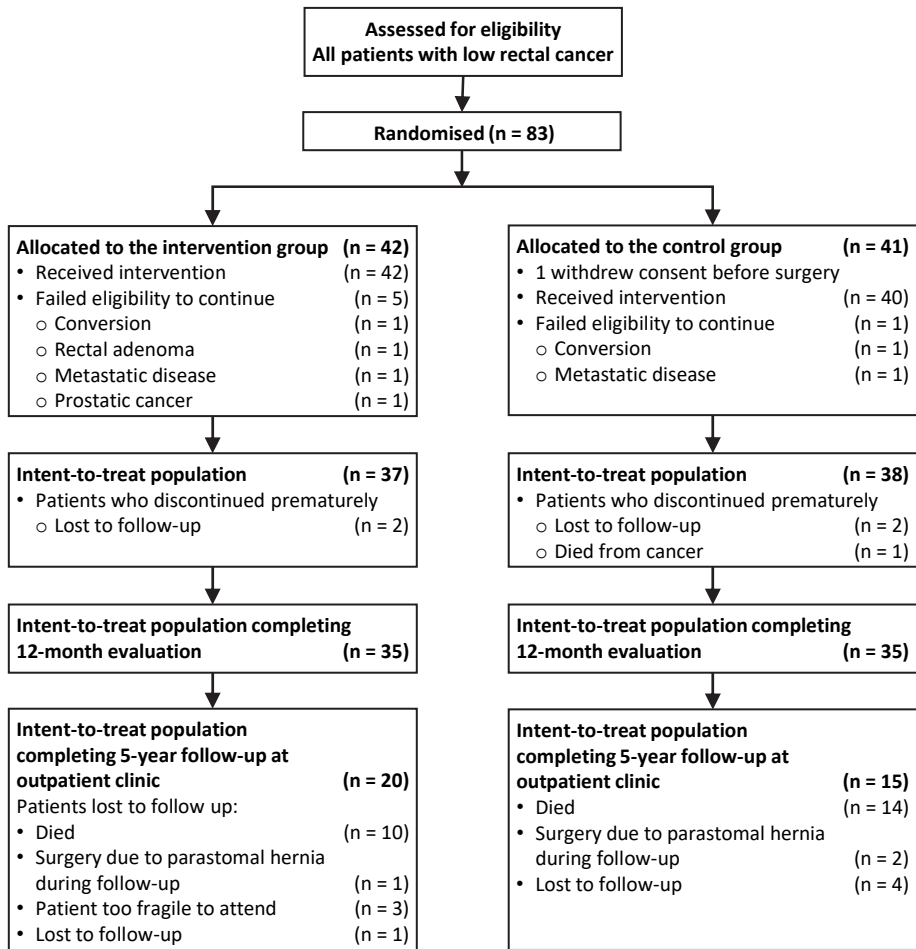 Assessed for eligibility
All patients with low rectal cancer
Randomised (n = 83)
Allocated to the intervention group (n = 42)
• Received intervention (n = 42)
• Failed eligibility to continue (n = 5)
o Conversion (n = 1)
o Rectal adenoma (n = 1)
o Metastatic disease (n = 1)
o Prostatic cancer (n = 1)
Allocated to the control group (n = 41)
• 1 withdrew consent before surgery
• Received intervention (n = 40)
• Failed eligibility to continue (n = 1)
o Conversion (n = 1)
o Metastatic disease (n = 1)
Intent-to-treat population (n = 37)
• Patients who discontinued prematurely
o Lost to follow-up (n = 2)
Intent-to-treat population (n = 38)
• Patients who discontinued prematurely
o Lost to follow-up (n = 2)
o Died from cancer (n = 1)
Intent-to-treat population completing
12-month evaluation (n = 35)
Intent-to-treat population completing
12-month evaluation (n = 35)
Intent-to-treat population
completing 5-year follow-up at
outpatient clinic (n = 20)
Patients lost to follow up:
• Died (n = 10)
• Surgery due to parastomal hernia
during follow-up (n = 1)
• Patient too fragile to attend (n = 3)
• Lost to follow-up (n = 1)
Intent-to-treat population
completing 5-year follow-up at
outpatient clinic (n = 15)
• Died (n = 14)
• Surgery due to parastomal hernia
during follow-up (n = 2)
• Lost to follow-up (n = 4)